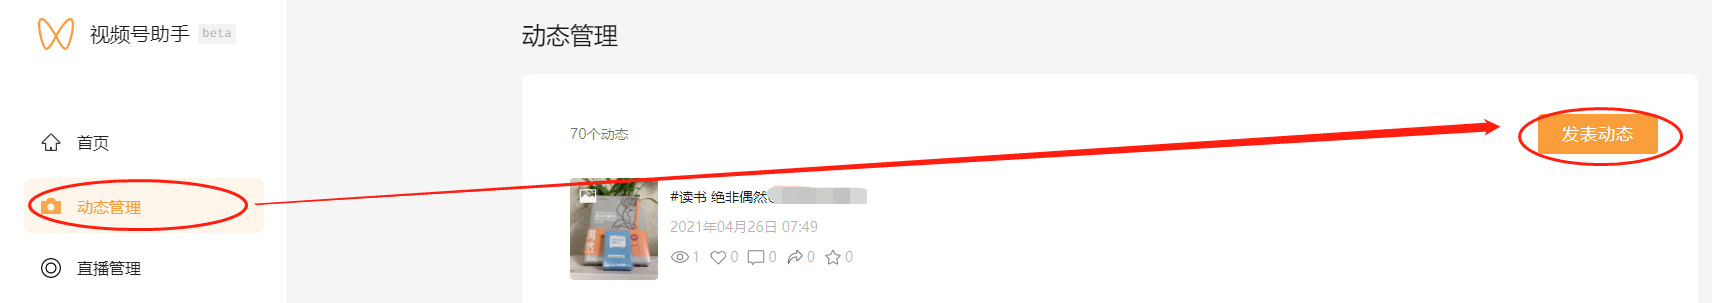 视频号助手 beta
首页
动态管理
直播管理
动态管理
70个动态
发表动态
#读书 绝非偶然
2021年04月26日 07:49
1 0 0 0 0